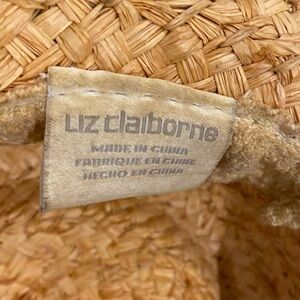 Liz claiborne
MADE IN CHINA
FABRIQUE EN CHINE
HECHO EN CHINA